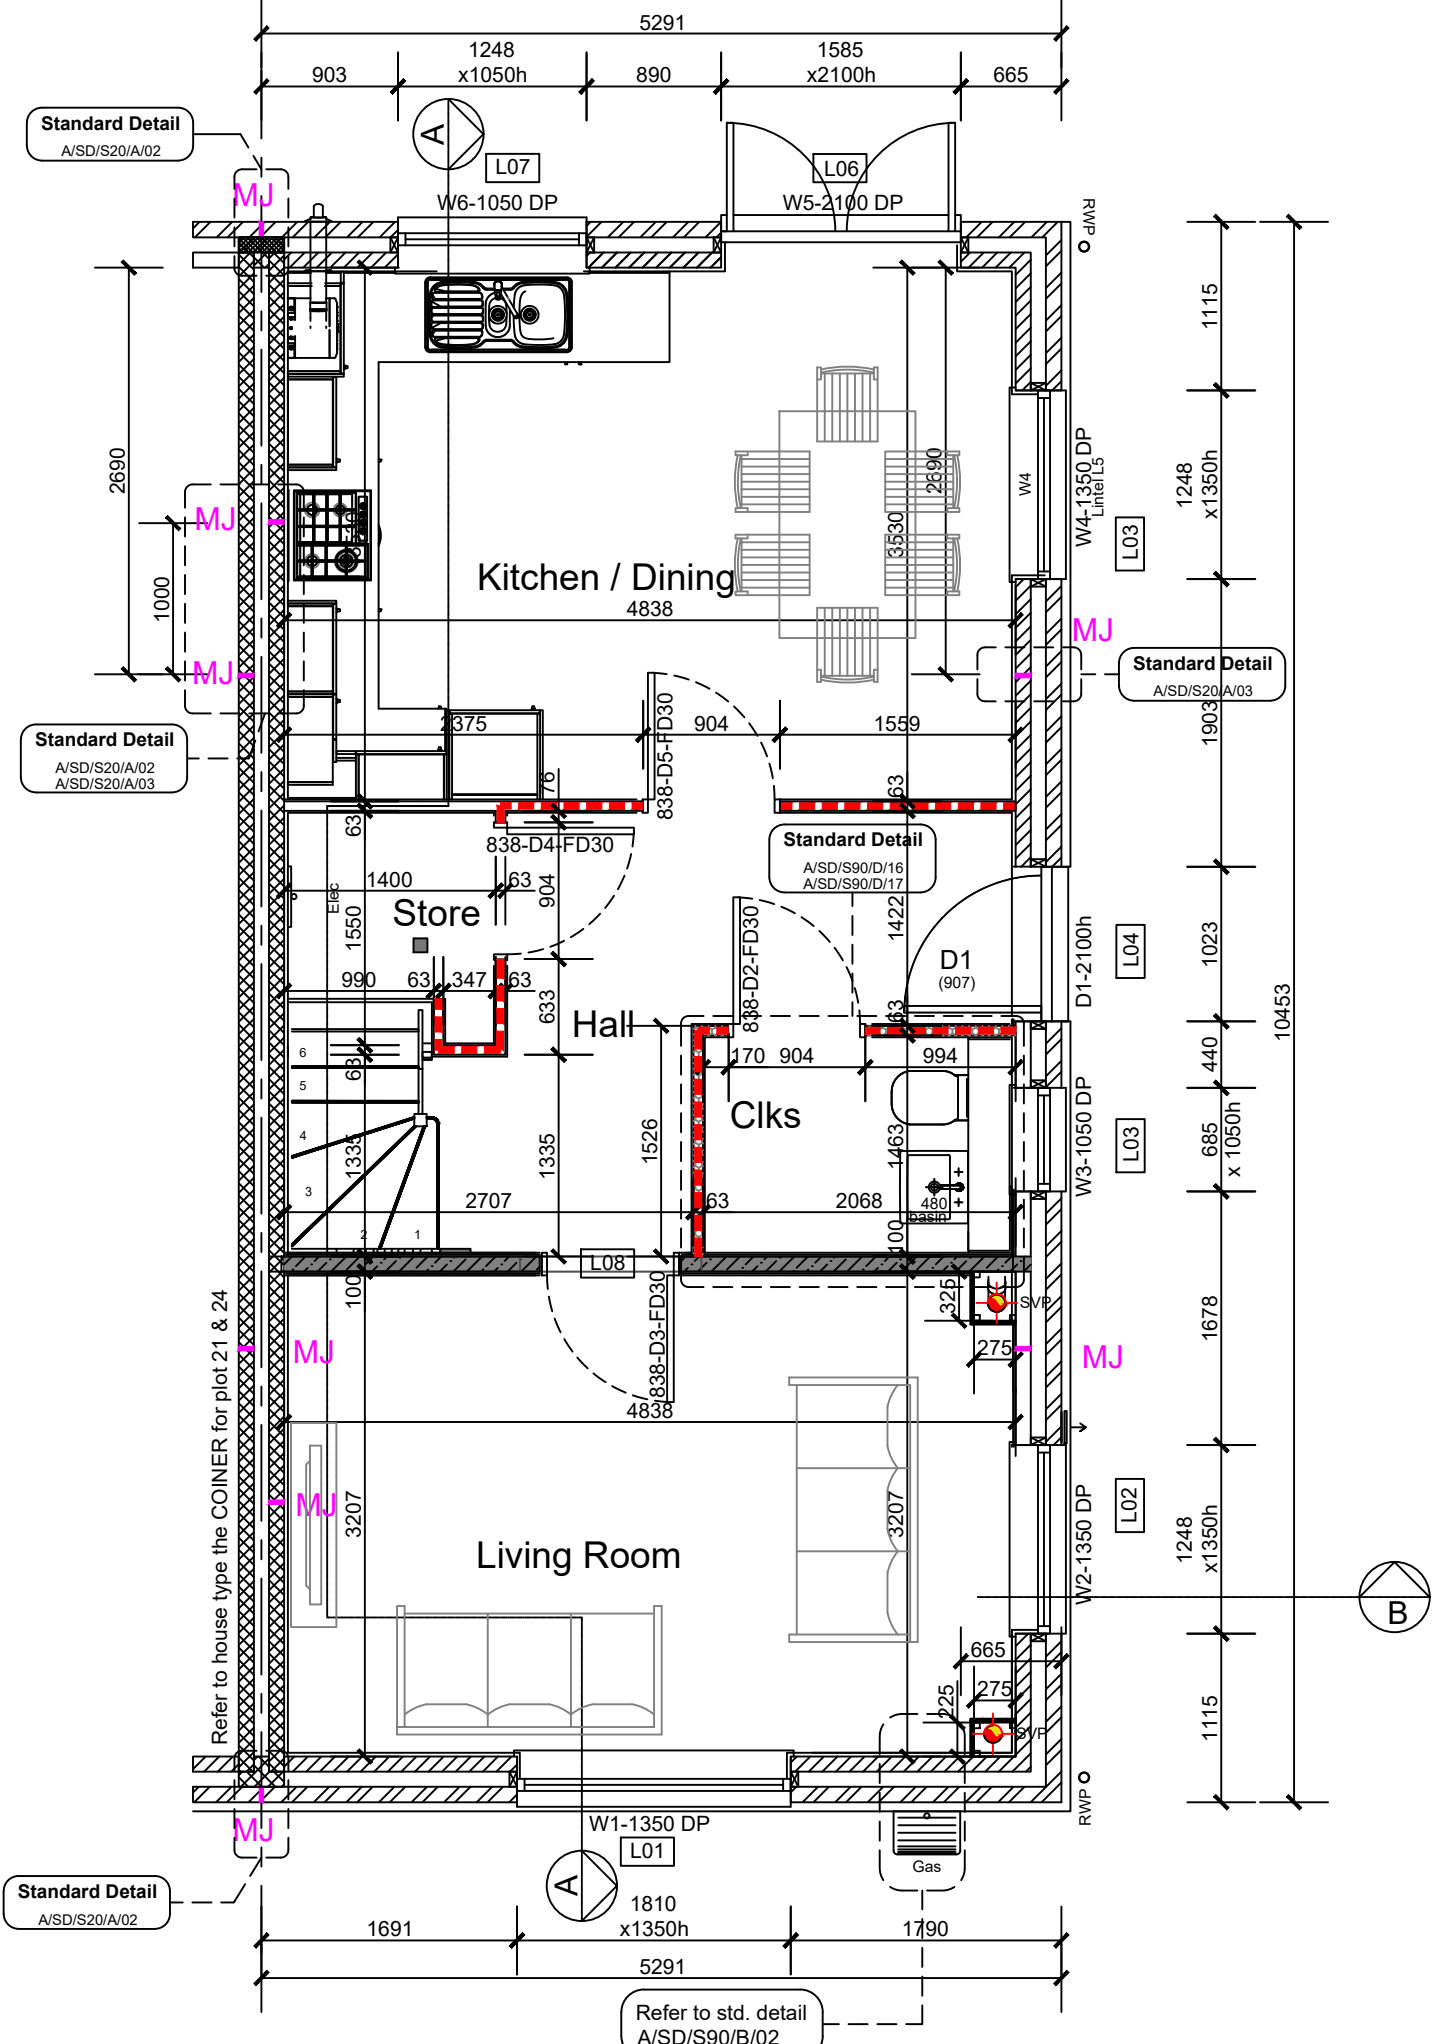 5291
903
1248
x1050h
890
1585
x2100h
665
Standard Detail
A/SD/S20/A/02
A
L07
L06
MJ
W6-1050 DP
W5-2100 DP
RWP
1115
2690
2690
3530
W4
W4-1350 DP
Lintel L5
1248
x1350h
L03
MJ
1000
Kitchen / Dining
4838
MJ
MJ
Standard Detail
A/SD/S20/A/03
1903
Standard Detail
A/SD/S20/A/02
A/SD/S20/A/03
2375
904
1559
838-D5-FD30
76
63
63
838-D4-FD30
Standard Detail
A/SD/S90/D/16
A/SD/S90/D/17
1400
63
904
Elec
Store
1550
1422
838-D2-FD30
D1
(907)
D1-2100h
L04
1023
10453
990
63
347
63
633
Hall
63
440
6
63
5
170
904
994
4
1335
1335
1526
Clks
1463
W3-1050 DP
L03
685
x 1050h
3
2707
63
2068
480
basin
2
1
100
L08
100
325
SVP
838-D3-FD30
275
1678
MJ
MJ
Refer to house type the COINER for plot 21 & 24
4838
MJ
3207
3207
W2-1350 DP
L02
1248
x1350h
Living Room
B
665
275
225
SVP
1115
RWP
MJ
W1-1350 DP
L01
Gas
A
Standard Detail
A/SD/S20/A/02
1691
1810
x1350h
1790
5291
Refer to std. detail
A/SD/S90/B/02